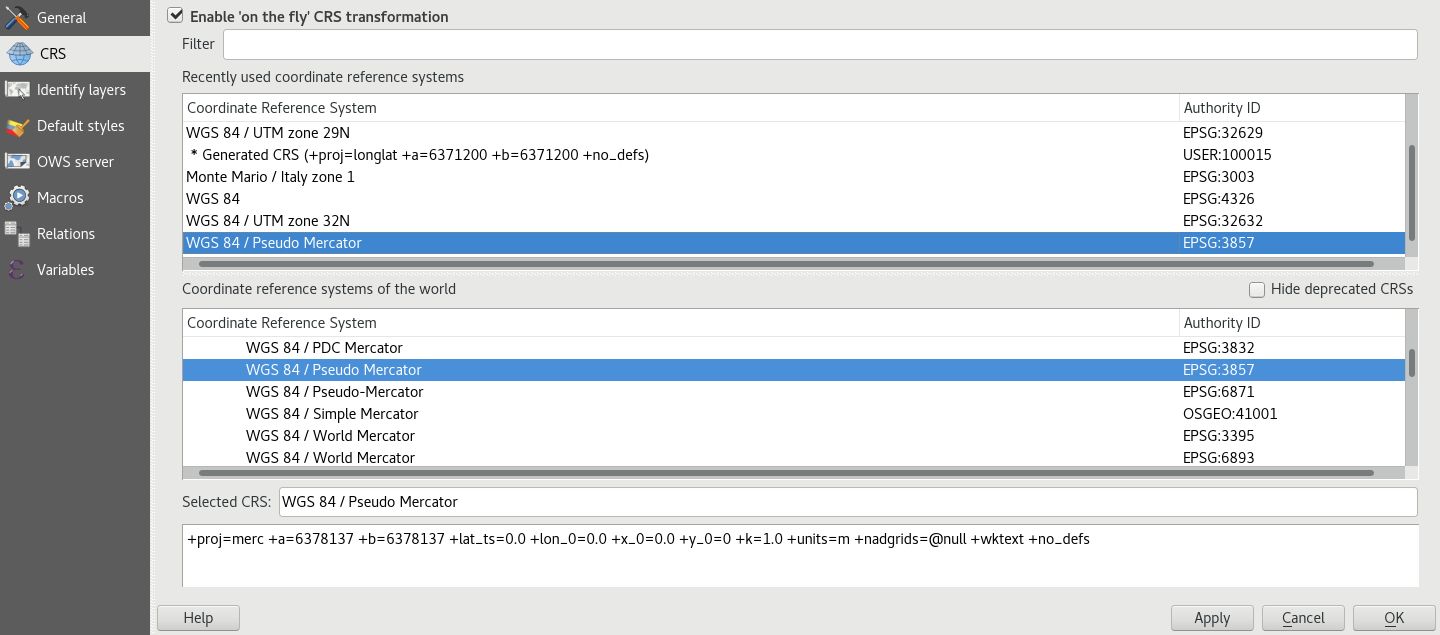 General
CRS
Identify layers
Default styles
OWS server
Macros
Relations
Variables
Enable 'on the fly' CRS transformation
Filter
Recently used coordinate reference systems
Coordinate Reference System Authority ID
WGS 84 / UTM zone 29N EPSG:32629
* Generated CRS (+proj=longlat +a=6371200 +b=6371200 +no_defs) USER:100015
Monte Mario / Italy zone 1 EPSG:3003
WGS 84 EPSG:4326
WGS 84 / UTM zone 32N EPSG:32632
WGS 84 / Pseudo Mercator EPSG:3857
Coordinate reference systems of the world Hide deprecated CRSs
Coordinate Reference System Authority ID
WGS 84 / PDC Mercator EPSG:3832
WGS 84 / Pseudo Mercator EPSG:3857
WGS 84 / Pseudo-Mercator EPSG:6871
WGS 84 / Simple Mercator OSGEO:41001
WGS 84 / World Mercator EPSG:3395
WGS 84 / World Mercator EPSG:6893
Selected CRS: WGS 84 / Pseudo Mercator
+proj=merc +a=6378137 +b=6378137 +lat_ts=0.0 +lon_0=0.0 +x_0=0.0 +y_0=0 +k=1.0 +units=m +nadgrids=@null +wktext +no_defs
Help Apply Cancel OK